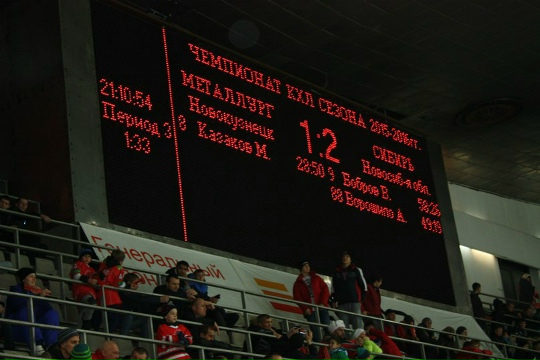 ЧЕМПИОНАТ КХЛ СЕЗОНА 2015-2016гг.
МЕТАЛЛУРГ
СИБИРЬ
21:10:54
Новокузнецк
1:2
Новосиб-я обл.
Период 3
8 Казаков М.
28:50
9 Бобров В.
58:26
1:33
88 Ворошило А.
49:19
Генеральный